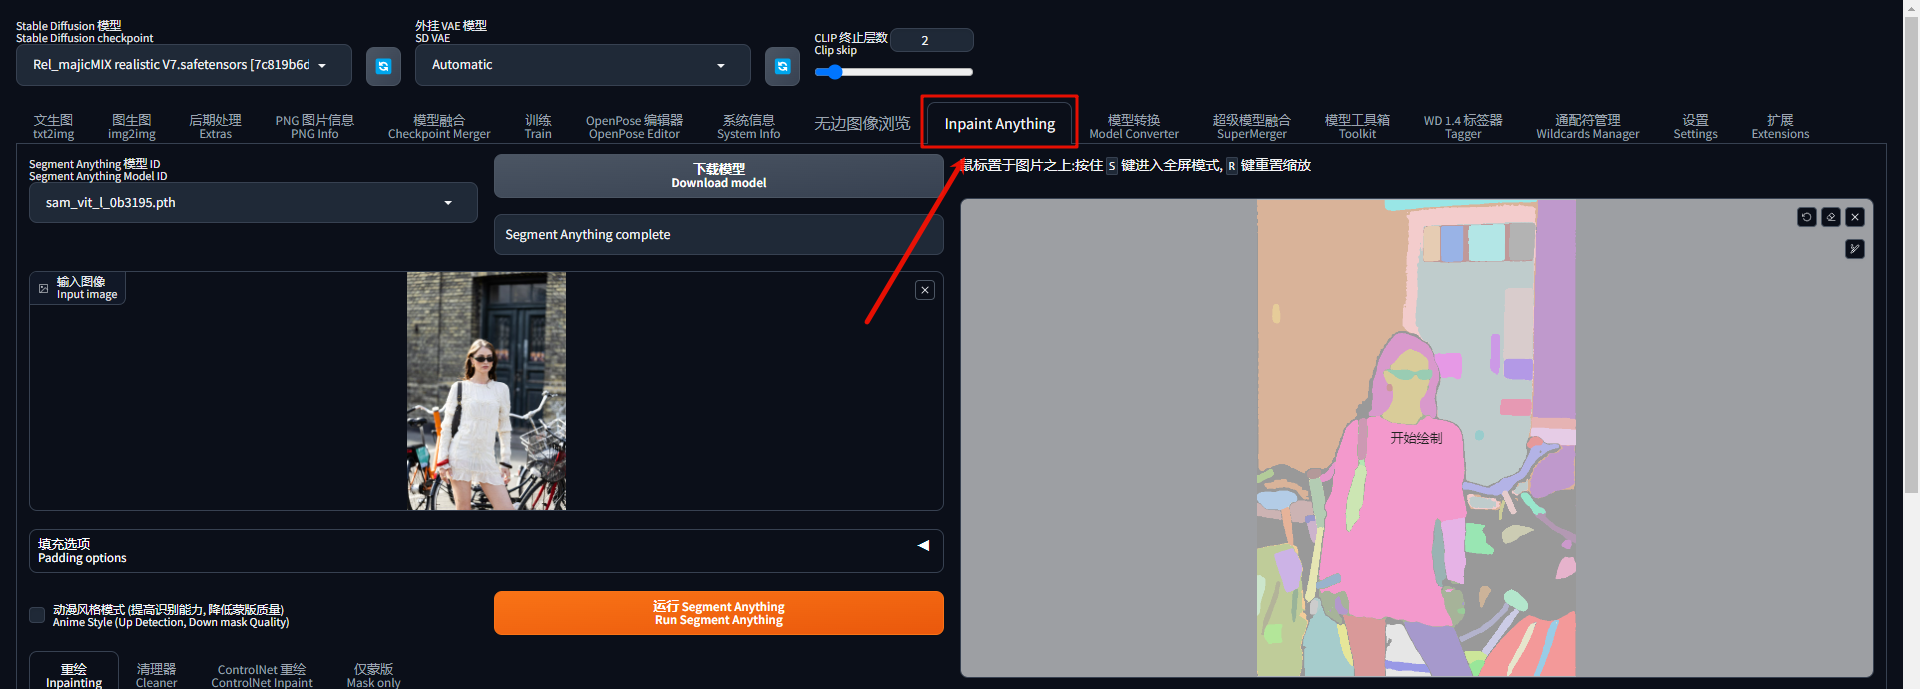 Stable Diffusion 模型
Stable Diffusion checkpoint
Rel_majicMIX realistic V7.safetensors [7c819b6d
外挂 VAE 模型
SD VAE
Automatic
CLIP 终止层数
Clip skip
2
文生图
txt2img
图生图
img2img
后期处理
Extras
PNG 图片信息
PNG Info
模型融合
Checkpoint Merger
训练
Train
OpenPose 编辑器
OpenPose Editor
系统信息
System Info
无边图像浏览
Inpaint Anything
模型转换
Model Converter
超级模型融合
SuperMerger
模型工具箱
Toolkit
WD 1.4 标签器
Tagger
通配符管理
Wildcards Manager
设置
Settings
扩展
Extensions
Segment Anything 模型 ID
Segment Anything Model ID
sam_vit_l_0b3195.pth
下载模型
Download model
Segment Anything complete
输入图像
Input image
填充选项
Padding options
动漫风格模式 (提高识别能力, 降低蒙版质量)
Anime Style (Up Detection, Down mask Quality)
运行 Segment Anything
Run Segment Anything
重绘
Inpainting
清理器
Cleaner
ControlNet 重绘
ControlNet Inpaint
仅蒙版
Mask only
鼠标置于图片之上:按住 S 键进入全屏模式, R 键重置缩放
开始绘制